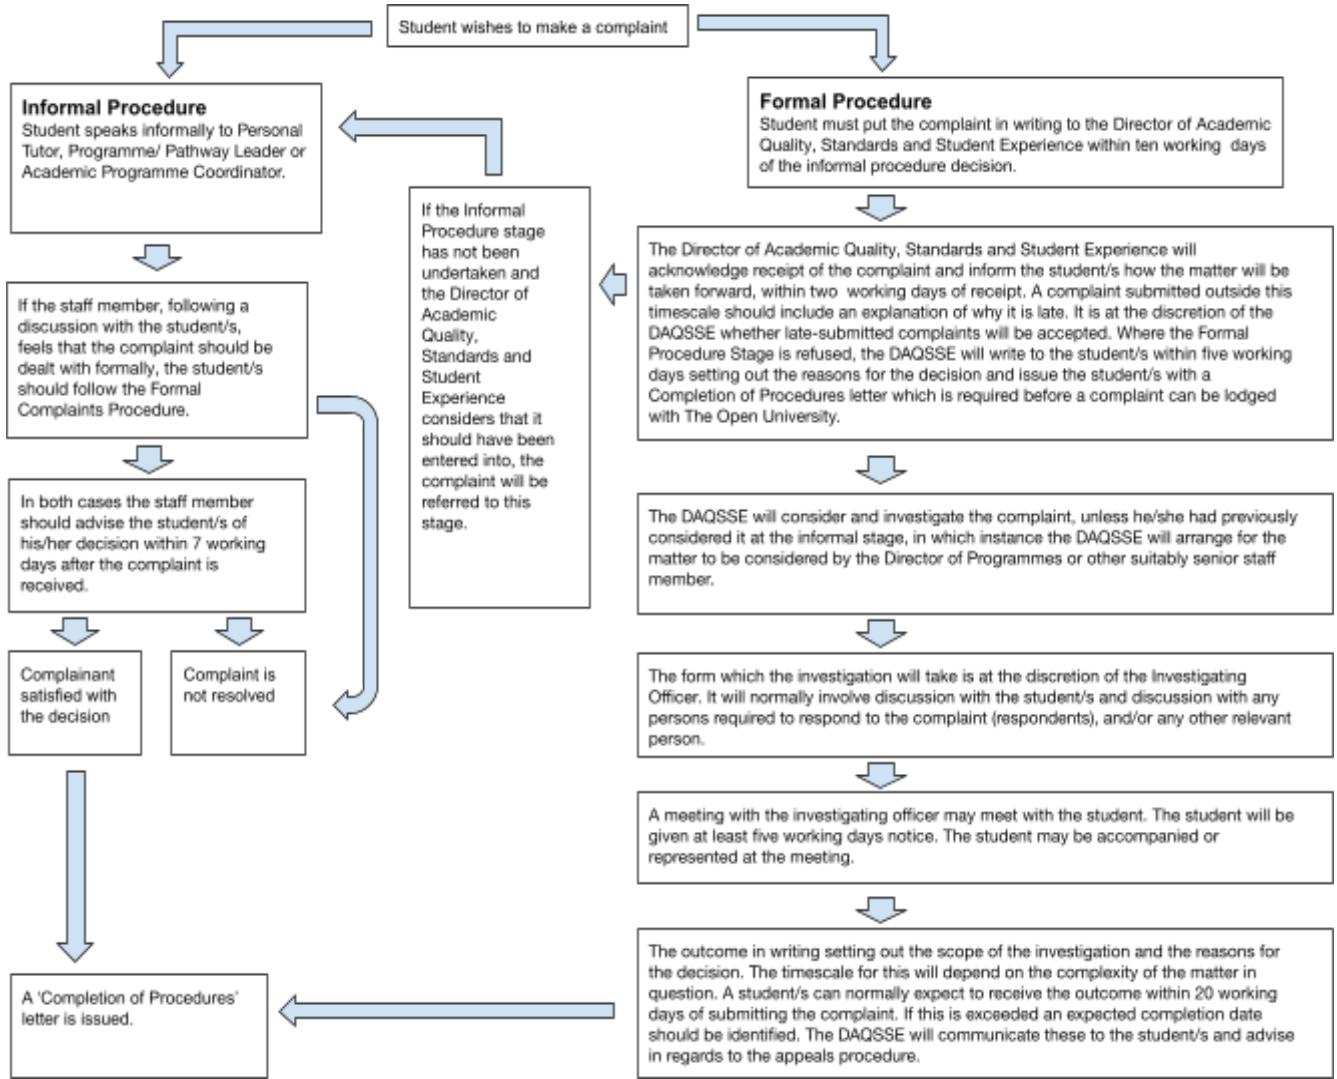 Student wishes to make a complaint
Informal Procedure
Student speaks informally to Personal
Tutor, Programme/ Pathway Leader or
Academic Programme Coordinator.
If the staff member, following a
discussion with the student/s,
feels that the complaint should be
dealt with formally, the student/s
should follow the Formal
Complaints Procedure.
In both cases the staff member
should advise the student/s of
his/her decision within 7 working
days after the complaint is
received.
Complainant
satisfied with
the decision
Complaint is
not resolved
A 'Completion of Procedures'
letter is issued.
If the Informal
Procedure stage
has not been
undertaken and
the Director of
Academic
Quality,
Standards and
Student
Experience
considers that it
should have been
entered into, the
complaint will be
referred to this
stage.
Formal Procedure
Student must put the complaint in writing to the Director of Academic
Quality, Standards and Student Experience within ten working days
of the informal procedure decision.
The Director of Academic Quality, Standards and Student Experience will
acknowledge receipt of the complaint and inform the student/s how the matter will be
taken forward, within two working days of receipt. A complaint submitted outside this
timescale should include an explanation of why it is late. It is at the discretion of the
DAQSSE whether late-submitted complaints will be accepted. Where the Formal
Procedure Stage is refused, the DAQSSE will write to the student/s within five working
days setting out the reasons for the decision and issue the student/s with a
Completion of Procedures letter which is required before a complaint can be lodged
with The Open University.
The DAQSSE will consider and investigate the complaint, unless he/she had previously
considered it at the informal stage, in which instance the DAQSSE will arrange for the
matter to be considered by the Director of Programmes or other suitably senior staff
member.
The form which the investigation will take is at the discretion of the Investigating
Officer. It will normally involve discussion with the student/s and discussion with any
persons required to respond to the complaint (respondents), and/or any other relevant
person.
A meeting with the investigating officer may meet with the student. The student will be
given at least five working days notice. The student may be accompanied or
represented at the meeting.
The outcome in writing setting out the scope of the investigation and the reasons for
the decision. The timescale for this will depend on the complexity of the matter in
question. A student/s can normally expect to receive the outcome within 20 working
days of submitting the complaint. If this is exceeded an expected completion date
should be identified. The DAQSSE will communicate these to the student/s and advise
in regards to the appeals procedure.